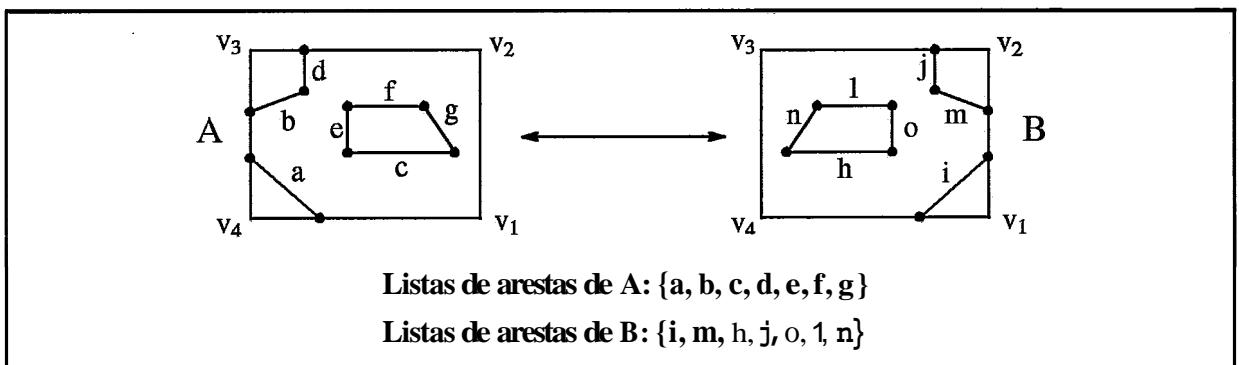 v3 v2 v3 v2
d j
f l
b g m
A e n o B
c h
a i
v4 v1 v4 v1
Listas de arestas de A: {a, b, c, d, e, f, g}
Listas de arestas de B: {i, m, h, j, o, 1, n}